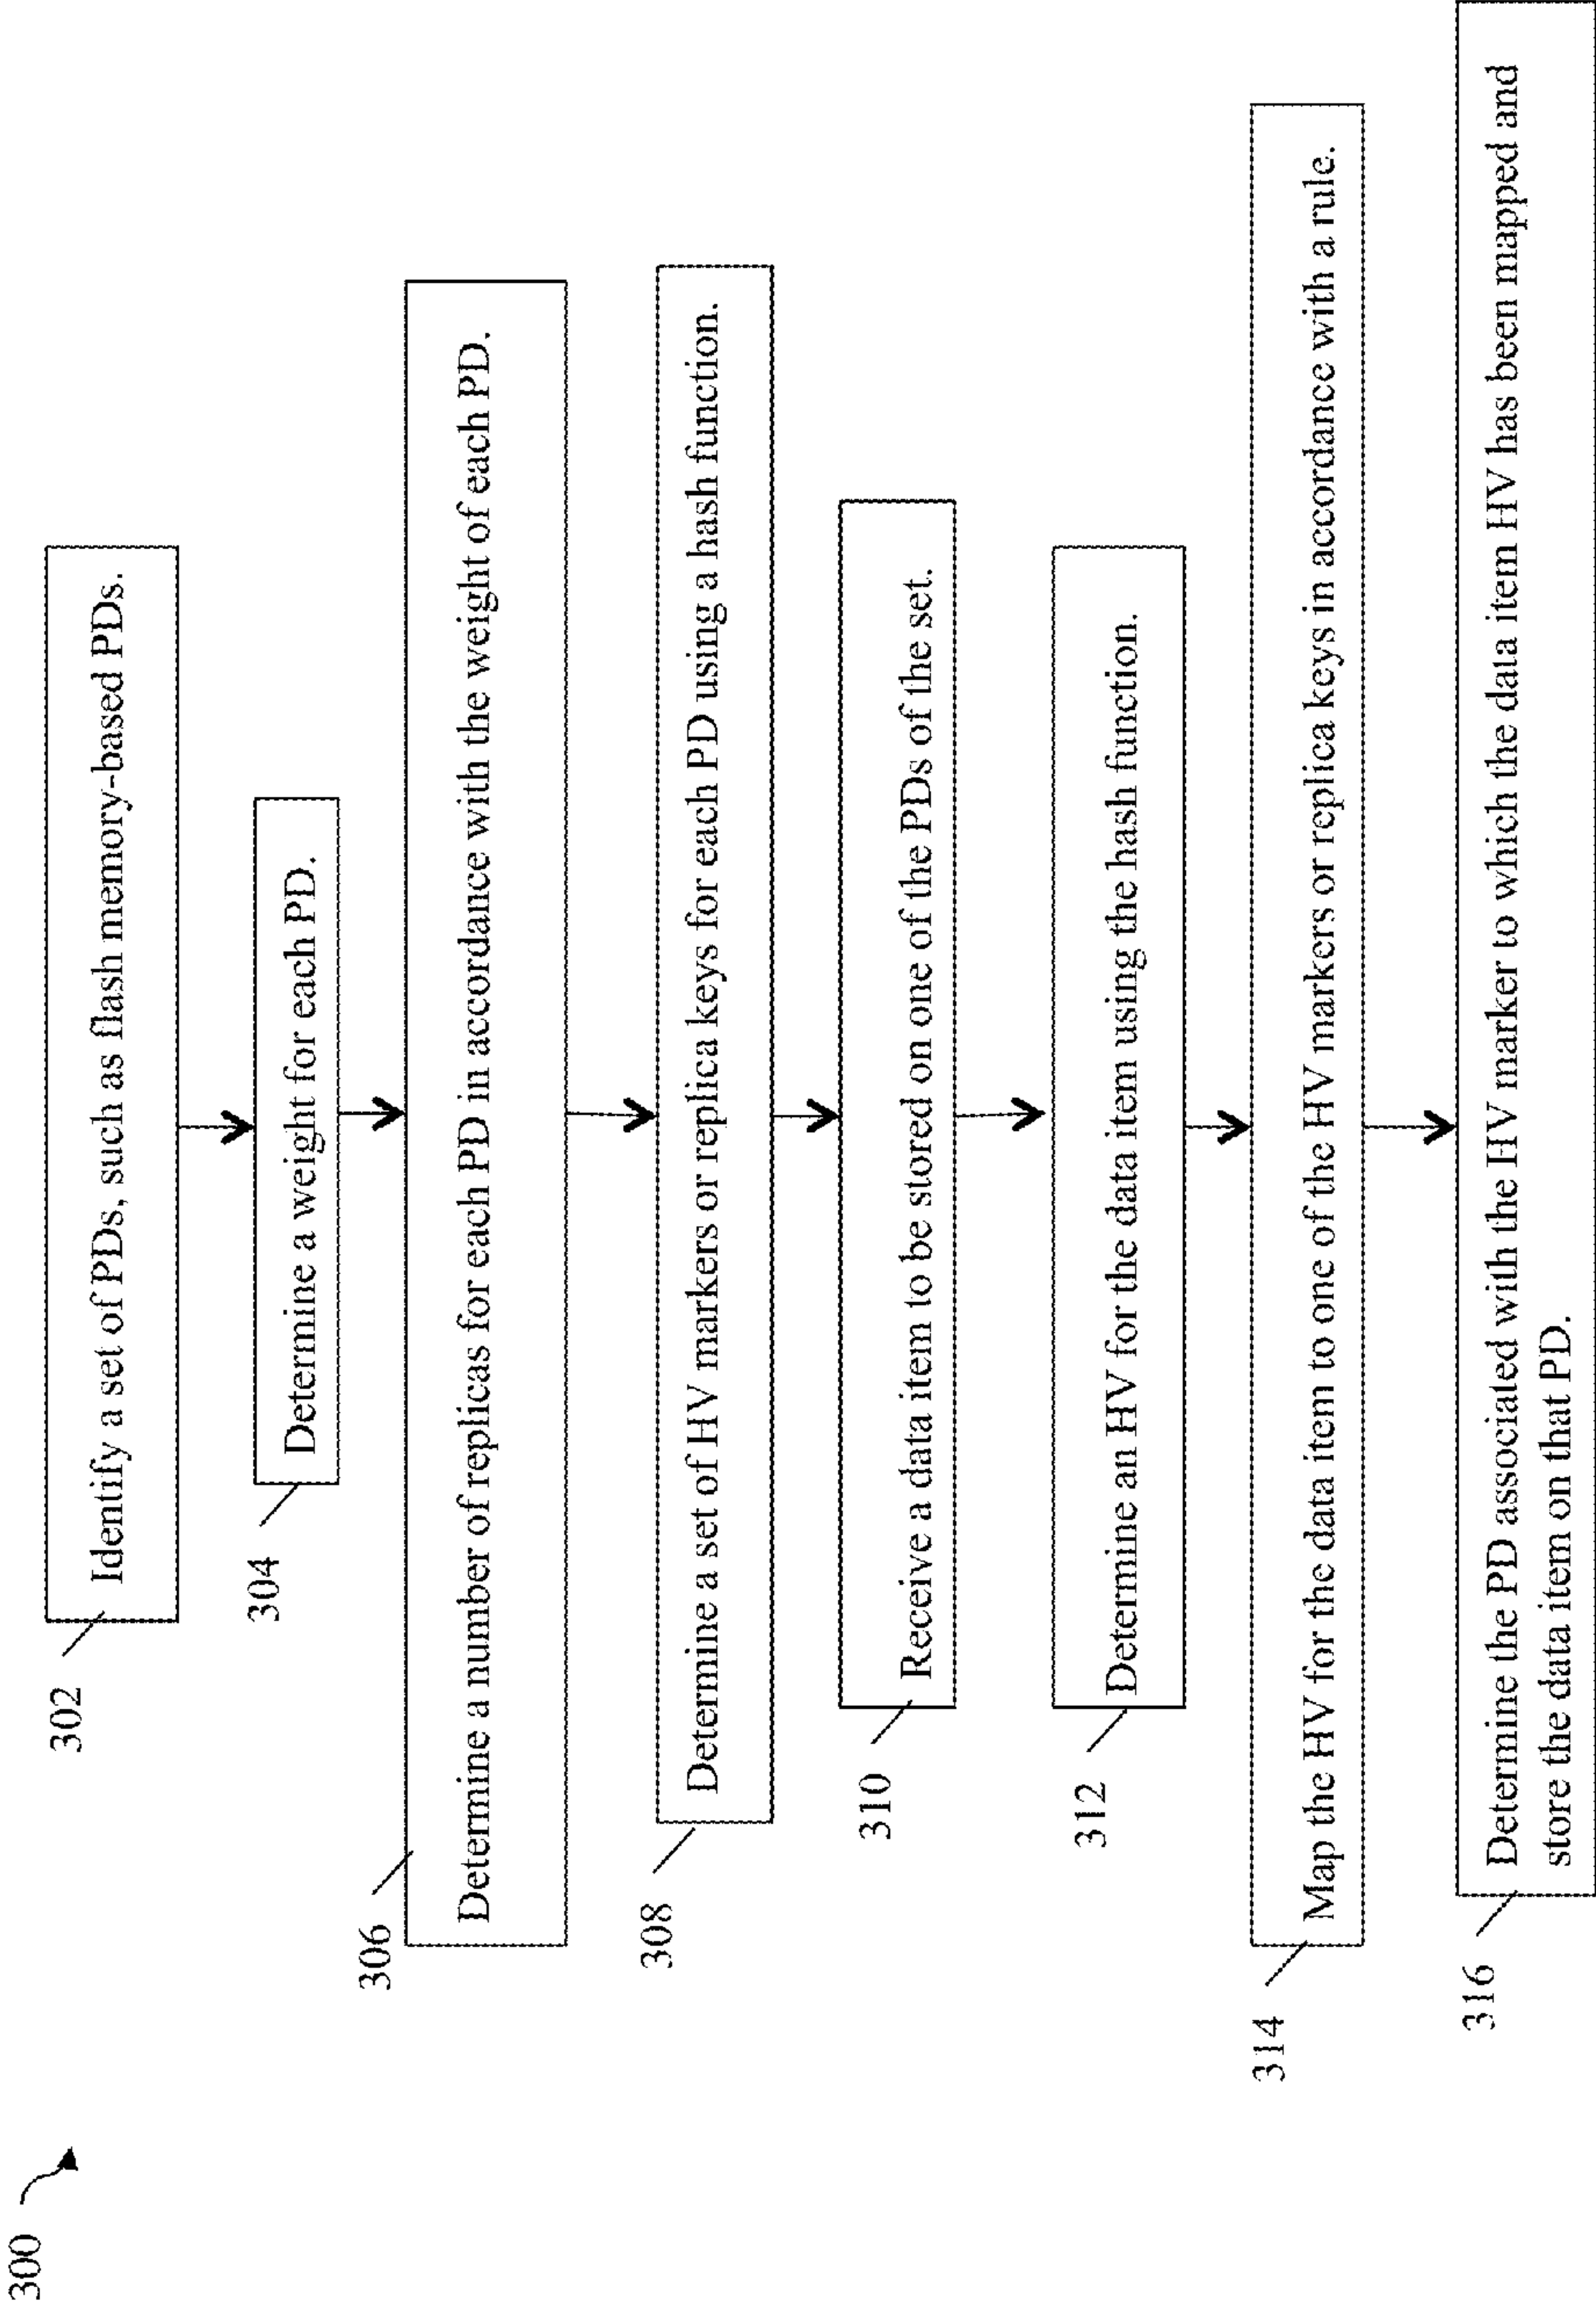 300
302
Identify a set of PDs, such as flash memory-based PDs.
304
Determine a weight for each PD.
306
Determine a number of replicas for each PD in accordance with the weight of each PD.
308
Determine a set of HV markers or replica keys for each PD using a hash function.
310
Receive a data item to be stored on one of the PDs of the set.
312
Determine an HV for the data item using the hash function.
314
Map the HV for the data item to one of the HV markers or replica keys in accordance with a rule.
316
Determine the PD associated with the HV marker to which the data item HV has been mapped and
store the data item on that PD.